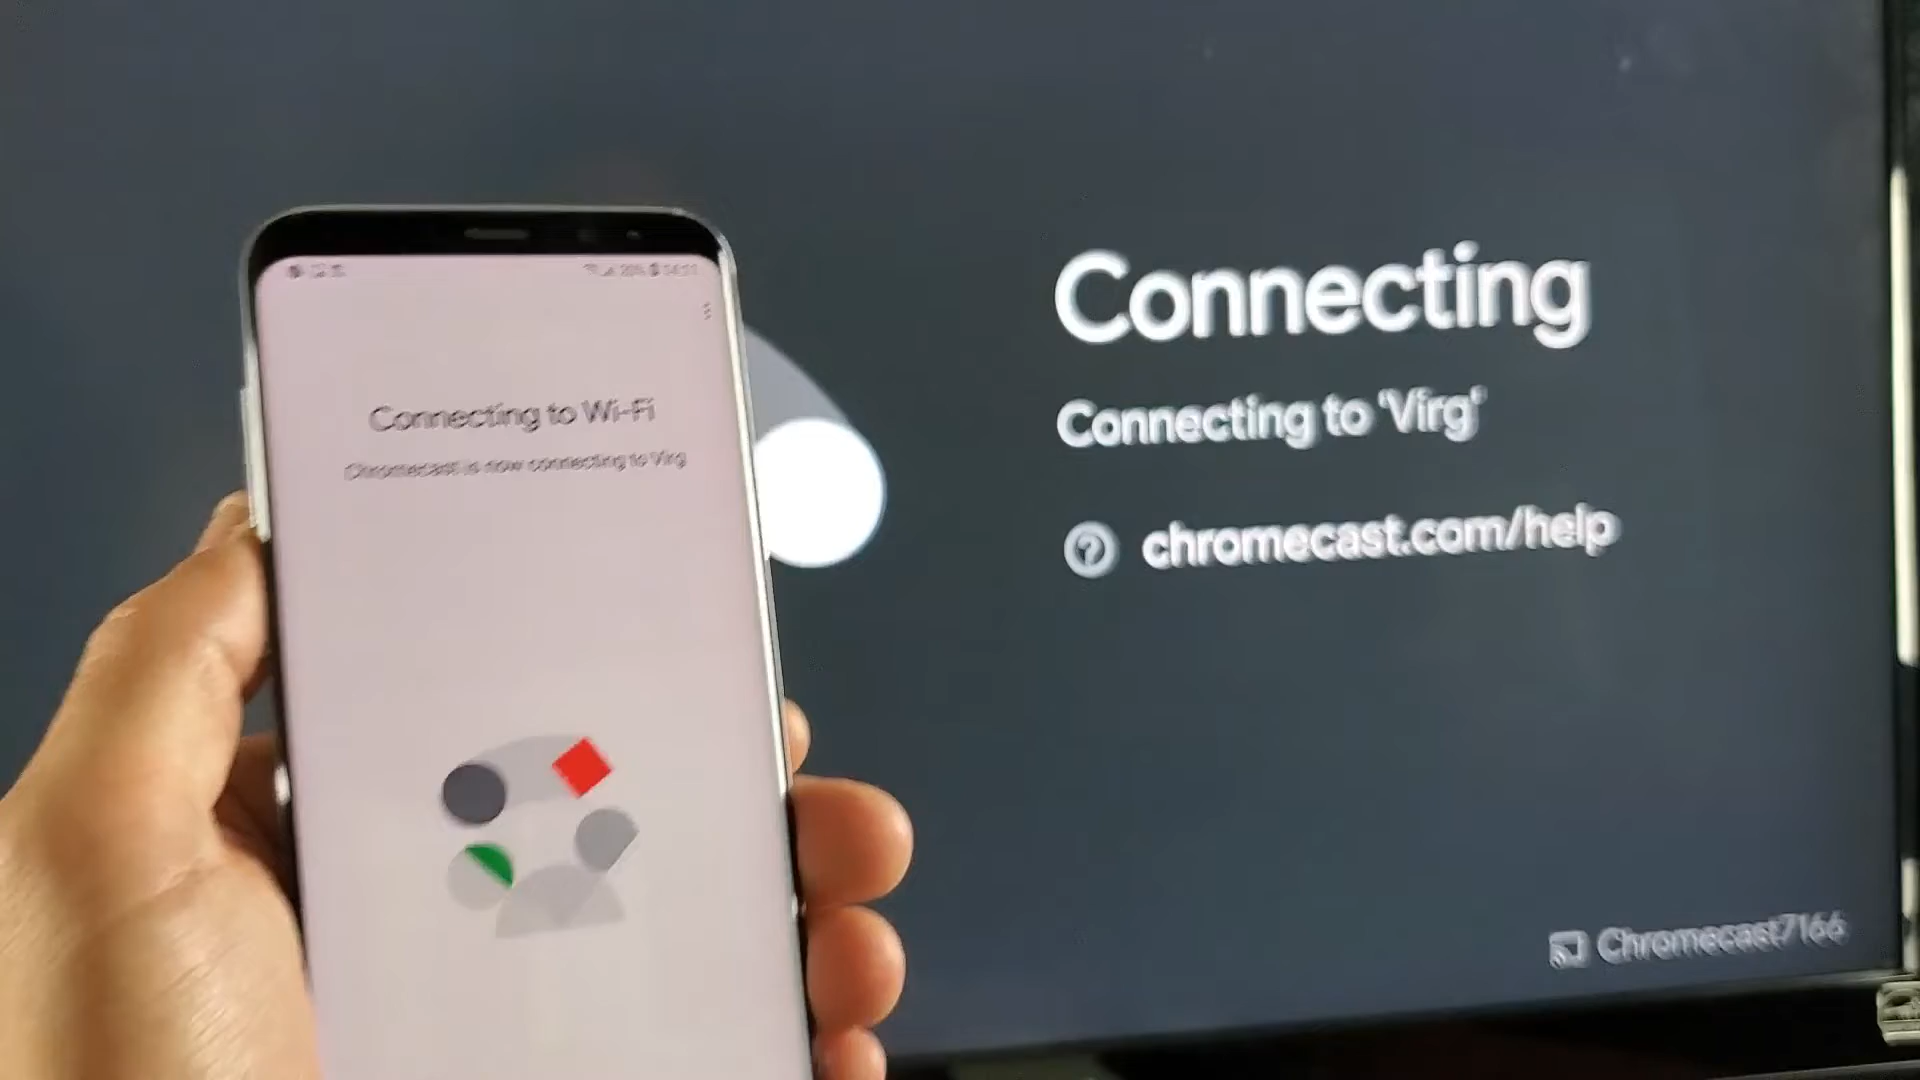 Connecting to Wi-Fi
Chromecast is now connecting to Virg
Connecting
Connecting to 'Virg'
chromecast.com/help
Chromecast7166